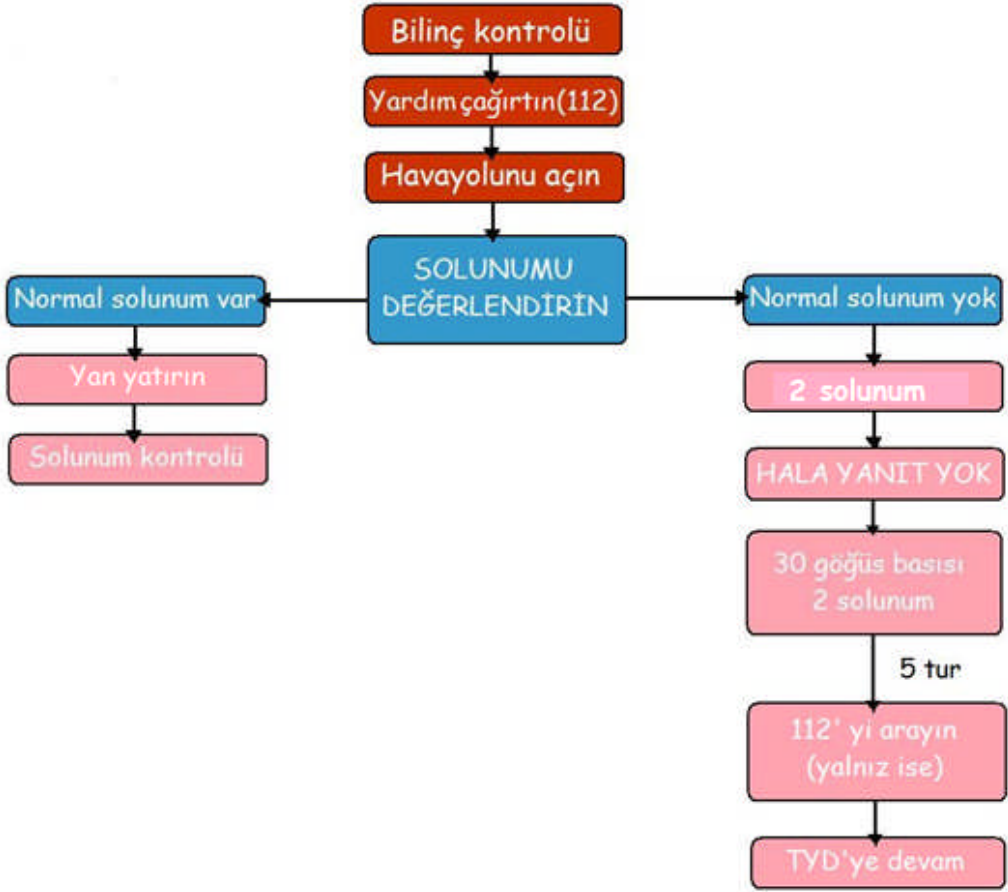 Bilinç kontrolü
Yardım çağırtın(112)
Havayolunu açın
SOLUNUMU
DEĞERLENDİRİN
Normal solunum var
Yan yatırın
Solunum kontrolü
Normal solunum yok
2 solunum
HALA YANIT YOK
30 göğüs basısı
2 solunum
5 tur
112' yi arayın
(yalnız ise)
TYD'ye devam